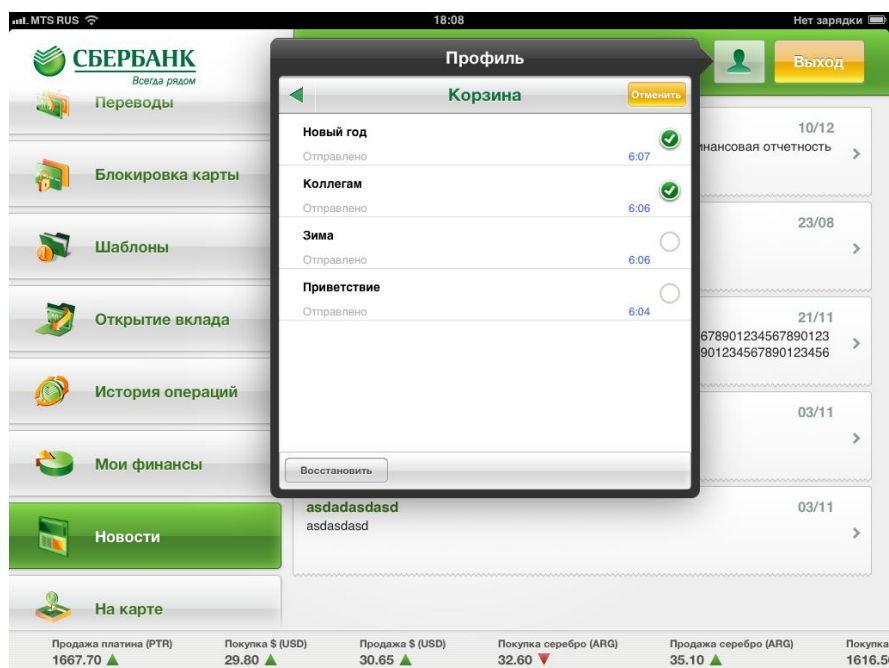 MTS RUS
18:08
Нет зарядки
СБЕРБАНК
Всегда рядом
Переводы
Блокировка карты
Шаблоны
Открытие вклада
История операций
Мои финансы
Новости
На карте
Профиль
Выход
Корзина
Отменить
Новый год
Отправлено
6:07
Коллегам
Отправлено
6:06
Зима
Отправлено
6:06
Приветствие
Отправлено
6:04
Восстановить
10/12
отчетность
23/08
21/11
678901234567890123
901234567890123456
03/11
asdadasdasd
03/11
asdasdasd
Продажа платина (PTR)
1667.70
Покупка $ (USD)
29.80
Продажа $ (USD)
30.65
Покупка серебро (ARG)
32.60
Продажа серебро (ARG)
35.10